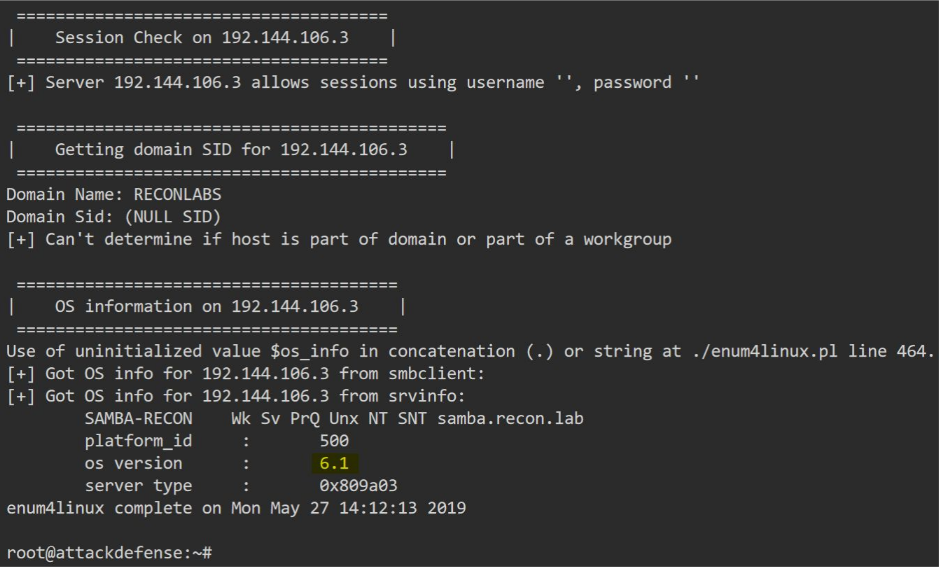 ======================================
|    Session Check on 192.144.106.3    |
 ======================================
[+] Server 192.144.106.3 allows sessions using username '', password ''

 ============================================
|    Getting domain SID for 192.144.106.3    |
 ============================================
Domain Name: RECONLABS
Domain Sid: (NULL SID)
[+] Can't determine if host is part of domain or part of a workgroup

 =======================================
|    OS information on 192.144.106.3    |
 =======================================
Use of uninitialized value $os_info in concatenation (.) or string at ./enum4linux.pl line 464.
[+] Got OS info for 192.144.106.3 from smbclient:
[+] Got OS info for 192.144.106.3 from srvinfo:
        SAMBA-RECON    Wk Sv PrQ Unx NT SNT samba.recon.lab
        platform_id     :       500
        os version      :       6.1
        server type     :       0x809a03
enum4linux complete on Mon May 27 14:12:13 2019

root@attackdefense:~#